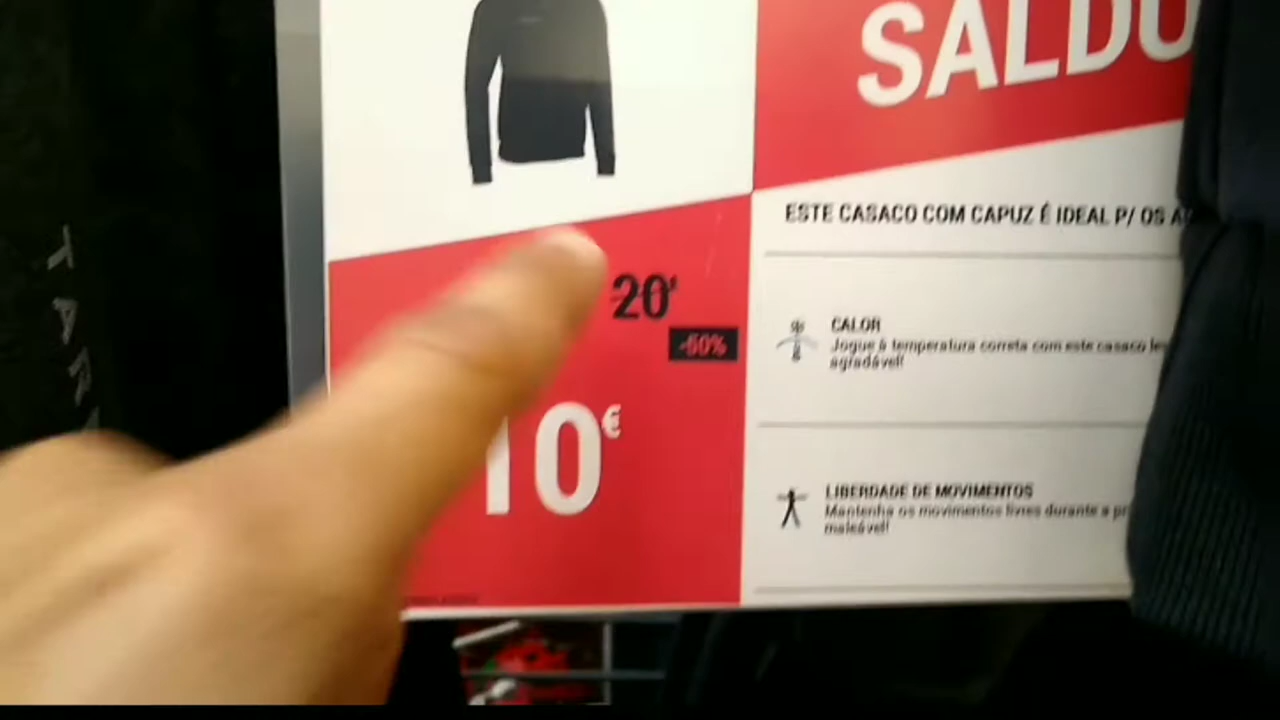 SALDO
ESTE CASACO COM CAPUZ É IDEAL P/ OS
20€
-50%
10€
CALOR
Jogue à temperatura correta com este casaco
agradável!
LIBERDADE DE MOVIMENTOS
Mantenha os movimentos livres durante a
maleável!
TAR